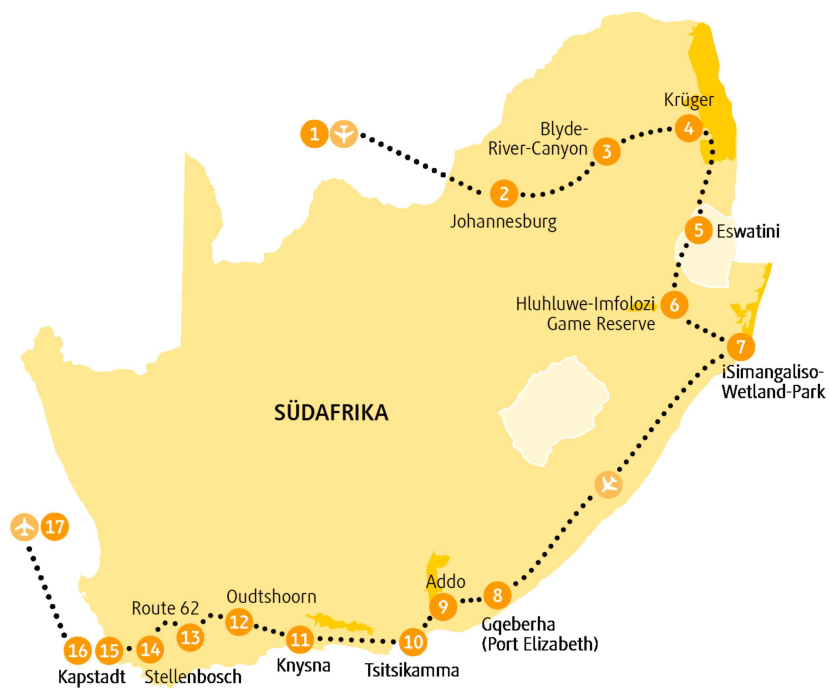 Krüger
1
4
Blyde-
River-Canyon
3
2
Johannesburg
5
Eswatini
Hluhluwe-Imfolozi
Game Reserve
6
7
iSimangaliso-
Wetland-Park
SÜDAFRIKA
17
Addo
8
9
Gqeberha
(Port Elizabeth)
Oudtshoorn
Route 62
12
13
11
10
16
15
14
Knysna
Tsitsikamma
Kapstadt
Stellenbosch